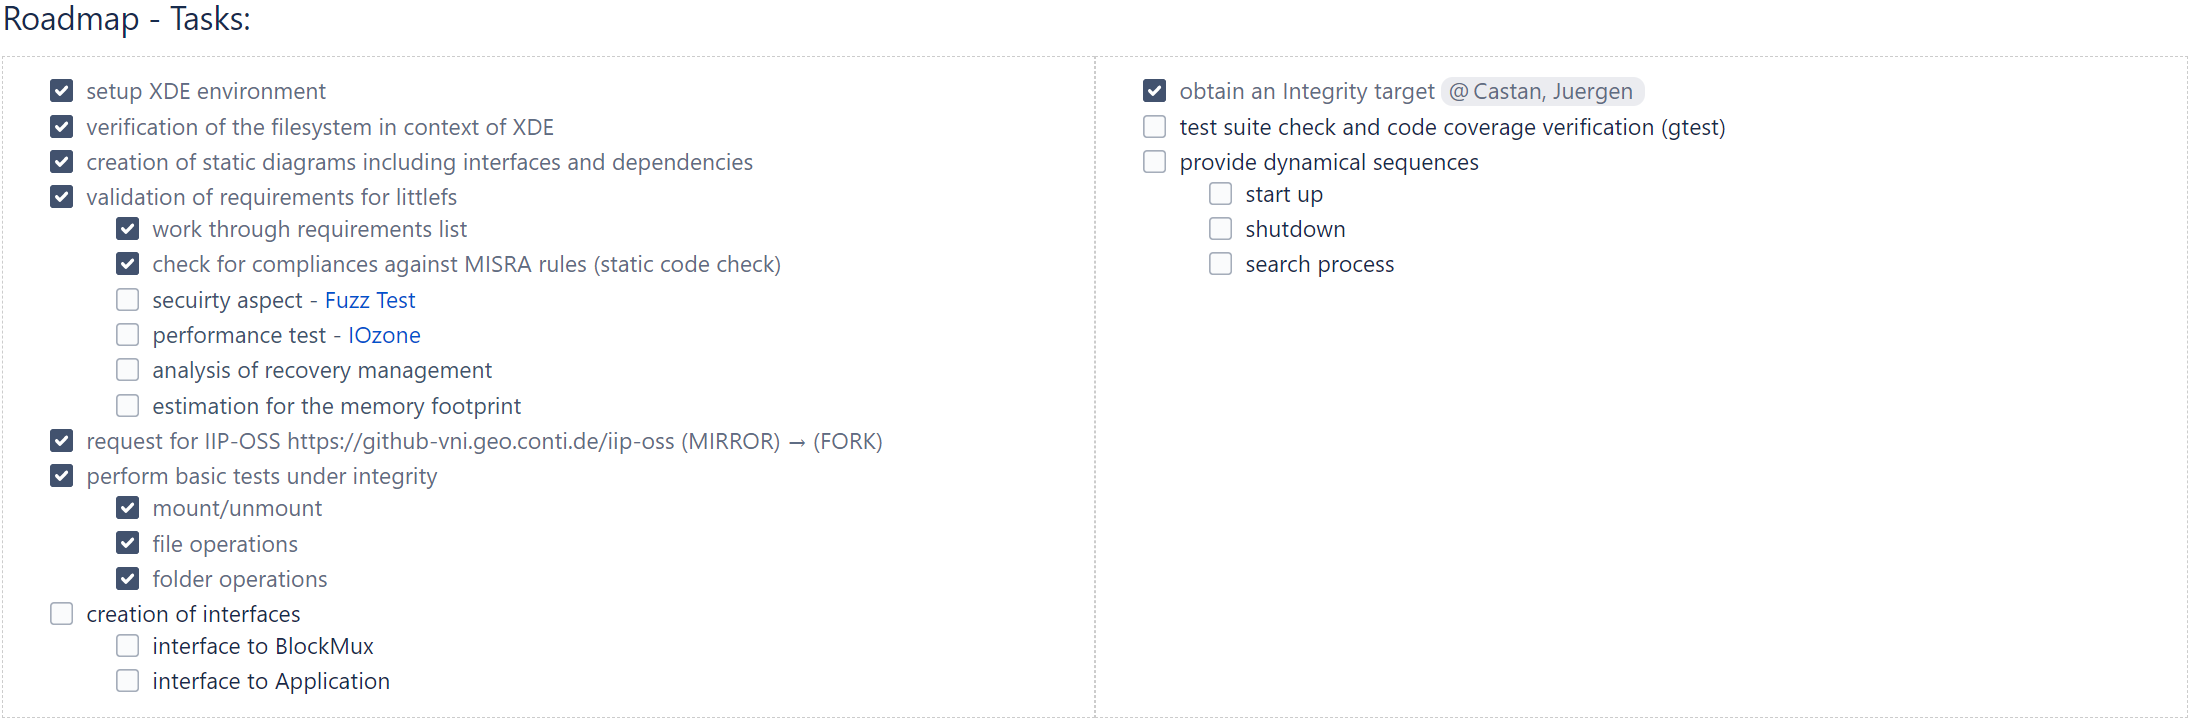 Roadmap - Tasks:
setup XDE environment
verification of the filesystem in context of XDE
creation of static diagrams including interfaces and dependencies
validation of requirements for littlefs
work through requirements list
check for compliances against MISRA rules (static code check)
secuirty aspect - Fuzz Test
performance test - IOzone
analysis of recovery management
estimation for the memory footprint
request for IIP-OSS https://github-vni.geo.conti.de/iip-oss (MIRROR) → (FORK)
perform basic tests under integrity
mount/unmount
file operations
folder operations
creation of interfaces
interface to BlockMux
interface to Application
obtain an Integrity target @ Castan, Juergen
test suite check and code coverage verification (gtest)
provide dynamical sequences
start up
shutdown
search process